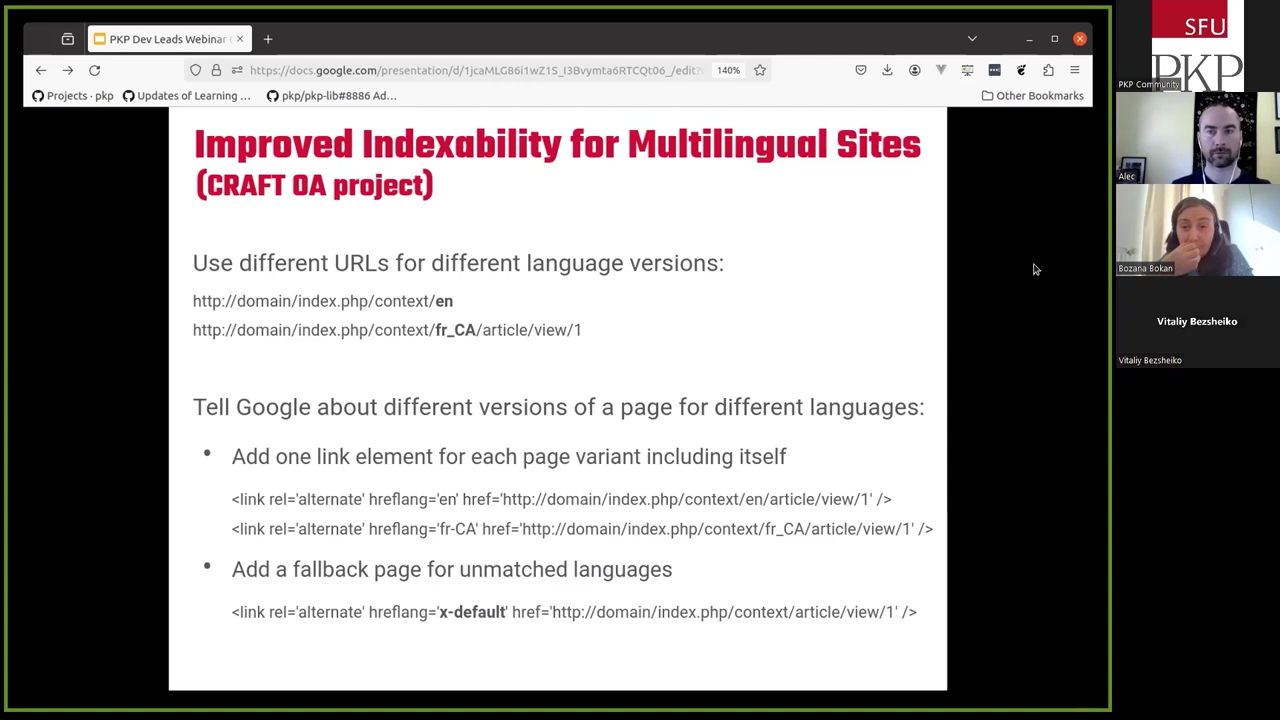 PKP Dev Leads Webinar
https://docs.google.com/presentation/d/1jcaMLG86i1wZ1S_I3Bvymta6RTCQt06_/edit?
140%
Projects · pkp
Updates of Learning ...
pkp/pkp-lib#8886 Ad...
Other Bookmarks
Improved Indexability for Multilingual Sites
(CRAFT OA project)
Use different URLs for different language versions:
http://domain/index.php/context/en
http://domain/index.php/context/fr_CA/article/view/1
Tell Google about different versions of a page for different languages:
• Add one link element for each page variant including itself
<link rel='alternate' hreflang='en' href='http://domain/index.php/context/en/article/view/1' />
<link rel='alternate' hreflang='fr-CA' href='http://domain/index.php/context/fr_CA/article/view/1' />
• Add a fallback page for unmatched languages
<link rel='alternate' hreflang='x-default' href='http://domain/index.php/context/article/view/1' />
SFU
PKP
PKP Community
Alec
Bozana Bokan
Vitaliy Bezsheiko
Vitaliy Bezsheiko